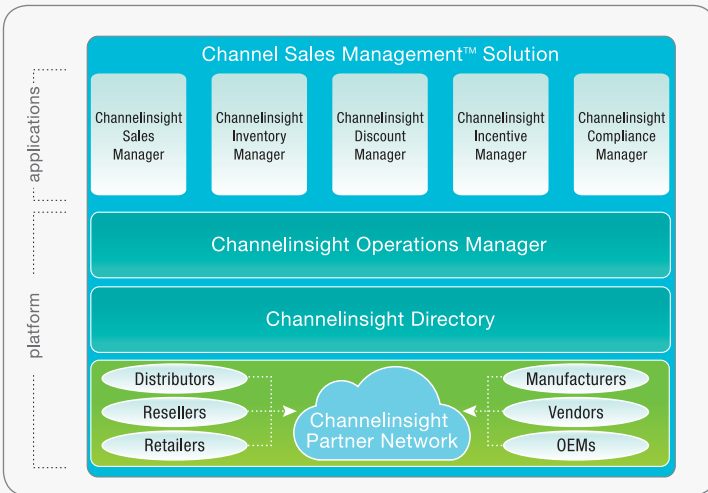 Channel Sales Management™ Solution
applications
Channelinsight
Sales
Manager
Channelinsight
Inventory
Manager
Channelinsight
Discount
Manager
Channelinsight
Incentive
Manager
Channelinsight
Compliance
Manager
platform
Channelinsight Operations Manager
Channelinsight Directory
Distributors
Resellers
Retailers
Channelinsight
Partner Network
Manufacturers
Vendors
OEMs